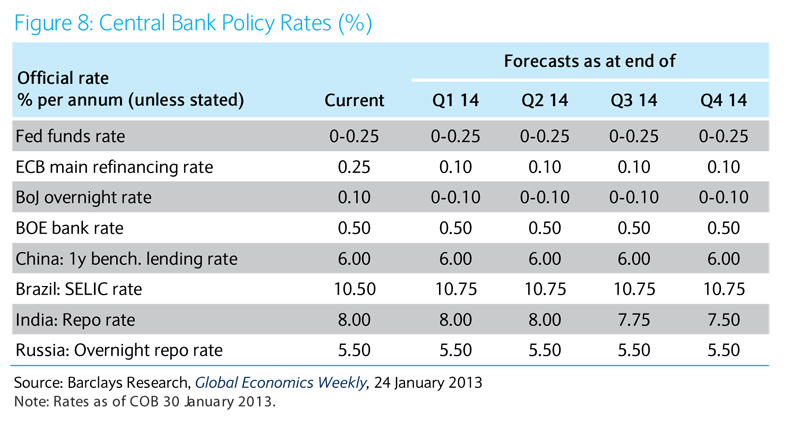 Figure 8: Central Bank Policy Rates (%)
Official rate Forecasts as at end of
% per annum (unless stated) Current Q1 14 Q2 14 Q3 14 Q4 14
Fed funds rate 0-0.25 0-0.25 0-0.25 0-0.25 0-0.25
ECB main refinancing rate 0.25 0.10 0.10 0.10 0.10
BoJ overnight rate 0.10 0-0.10 0-0.10 0-0.10 0-0.10
BOE bank rate 0.50 0.50 0.50 0.50 0.50
China: 1y bench. lending rate 6.00 6.00 6.00 6.00 6.00
Brazil: SELIC rate 10.50 10.75 10.75 10.75 10.75
India: Repo rate 8.00 8.00 8.00 7.75 7.50
Russia: Overnight repo rate 5.50 5.50 5.50 5.50 5.50
Source: Barclays Research, Global Economics Weekly, 24 January 2013
Note: Rates as of COB 30 January 2013.